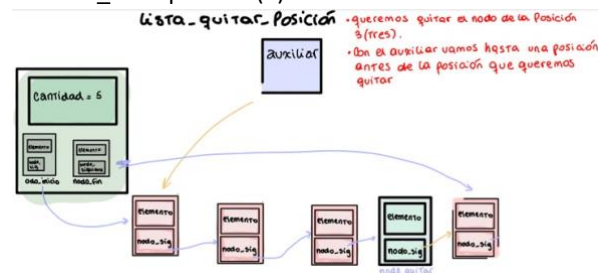 lista_quitar_Posición
• queremos quitar el nodo de la Posición
3 (tres).
• Con el auxiliar vamos hasta una posición
antes de la posición que queremos
quitar
auxiliar
cantidad = 5
elemento
nodo_sig
nodo_fin
elemento
nodo_sig
elemento
nodo_sig
elemento
nodo_sig
elemento
nodo_sig
elemento
nodo_sig
nodo quitar